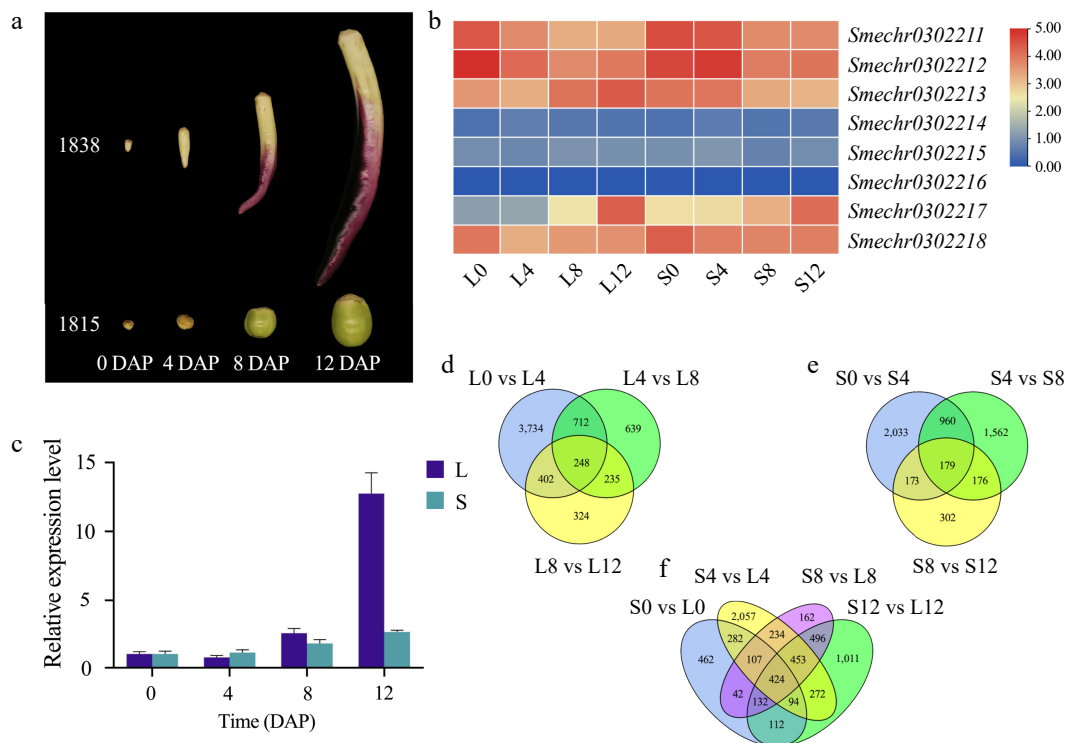 a
1838
1815
0 DAP 4 DAP 8 DAP 12 DAP
b
Smechr0302211
Smechr0302212
Smechr0302213
Smechr0302214
Smechr0302215
Smechr0302216
Smechr0302217
Smechr0302218
L0 L4 L8 L12 S0 S4 S8 S12
5.00
4.00
3.00
2.00
1.00
0.00
c
Relative expression level
15
10
5
0
0 4 8 12
Time (DAP)
L
S
d
L0 vs L4 L4 vs L8
3,734 712 639
248
402 235
324
L8 vs L12
e
S0 vs S4 S4 vs S8
2,033 960 1,562
179
173 176
302
S8 vs S12
f
S4 vs L4 S8 vs L8
S0 vs L0 S12 vs L12
2,057 162
282 234 496
462 107 453 1,011
424
42 132 94 272
112